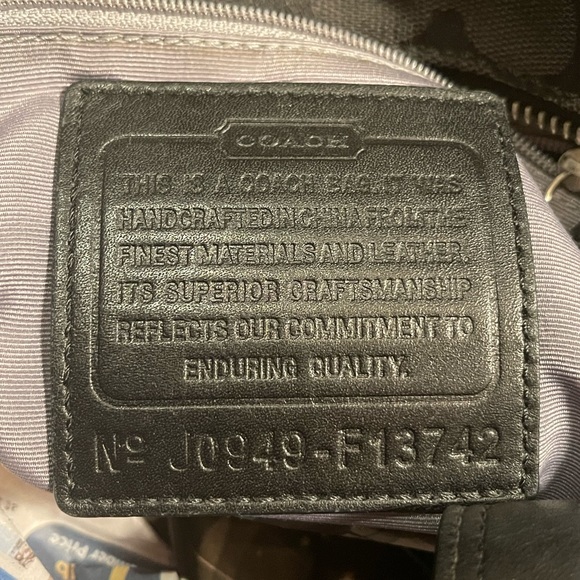 COACH
THIS IS A COACH BAG. IT WAS
HANDCRAFTED IN CHINA FROM THE
FINEST MATERIALS AND LEATHER.
ITS SUPERIOR CRAFTSMANSHIP
REFLECTS OUR COMMITMENT TO
ENDURING QUALITY.
Nº J0949-F13742
Price